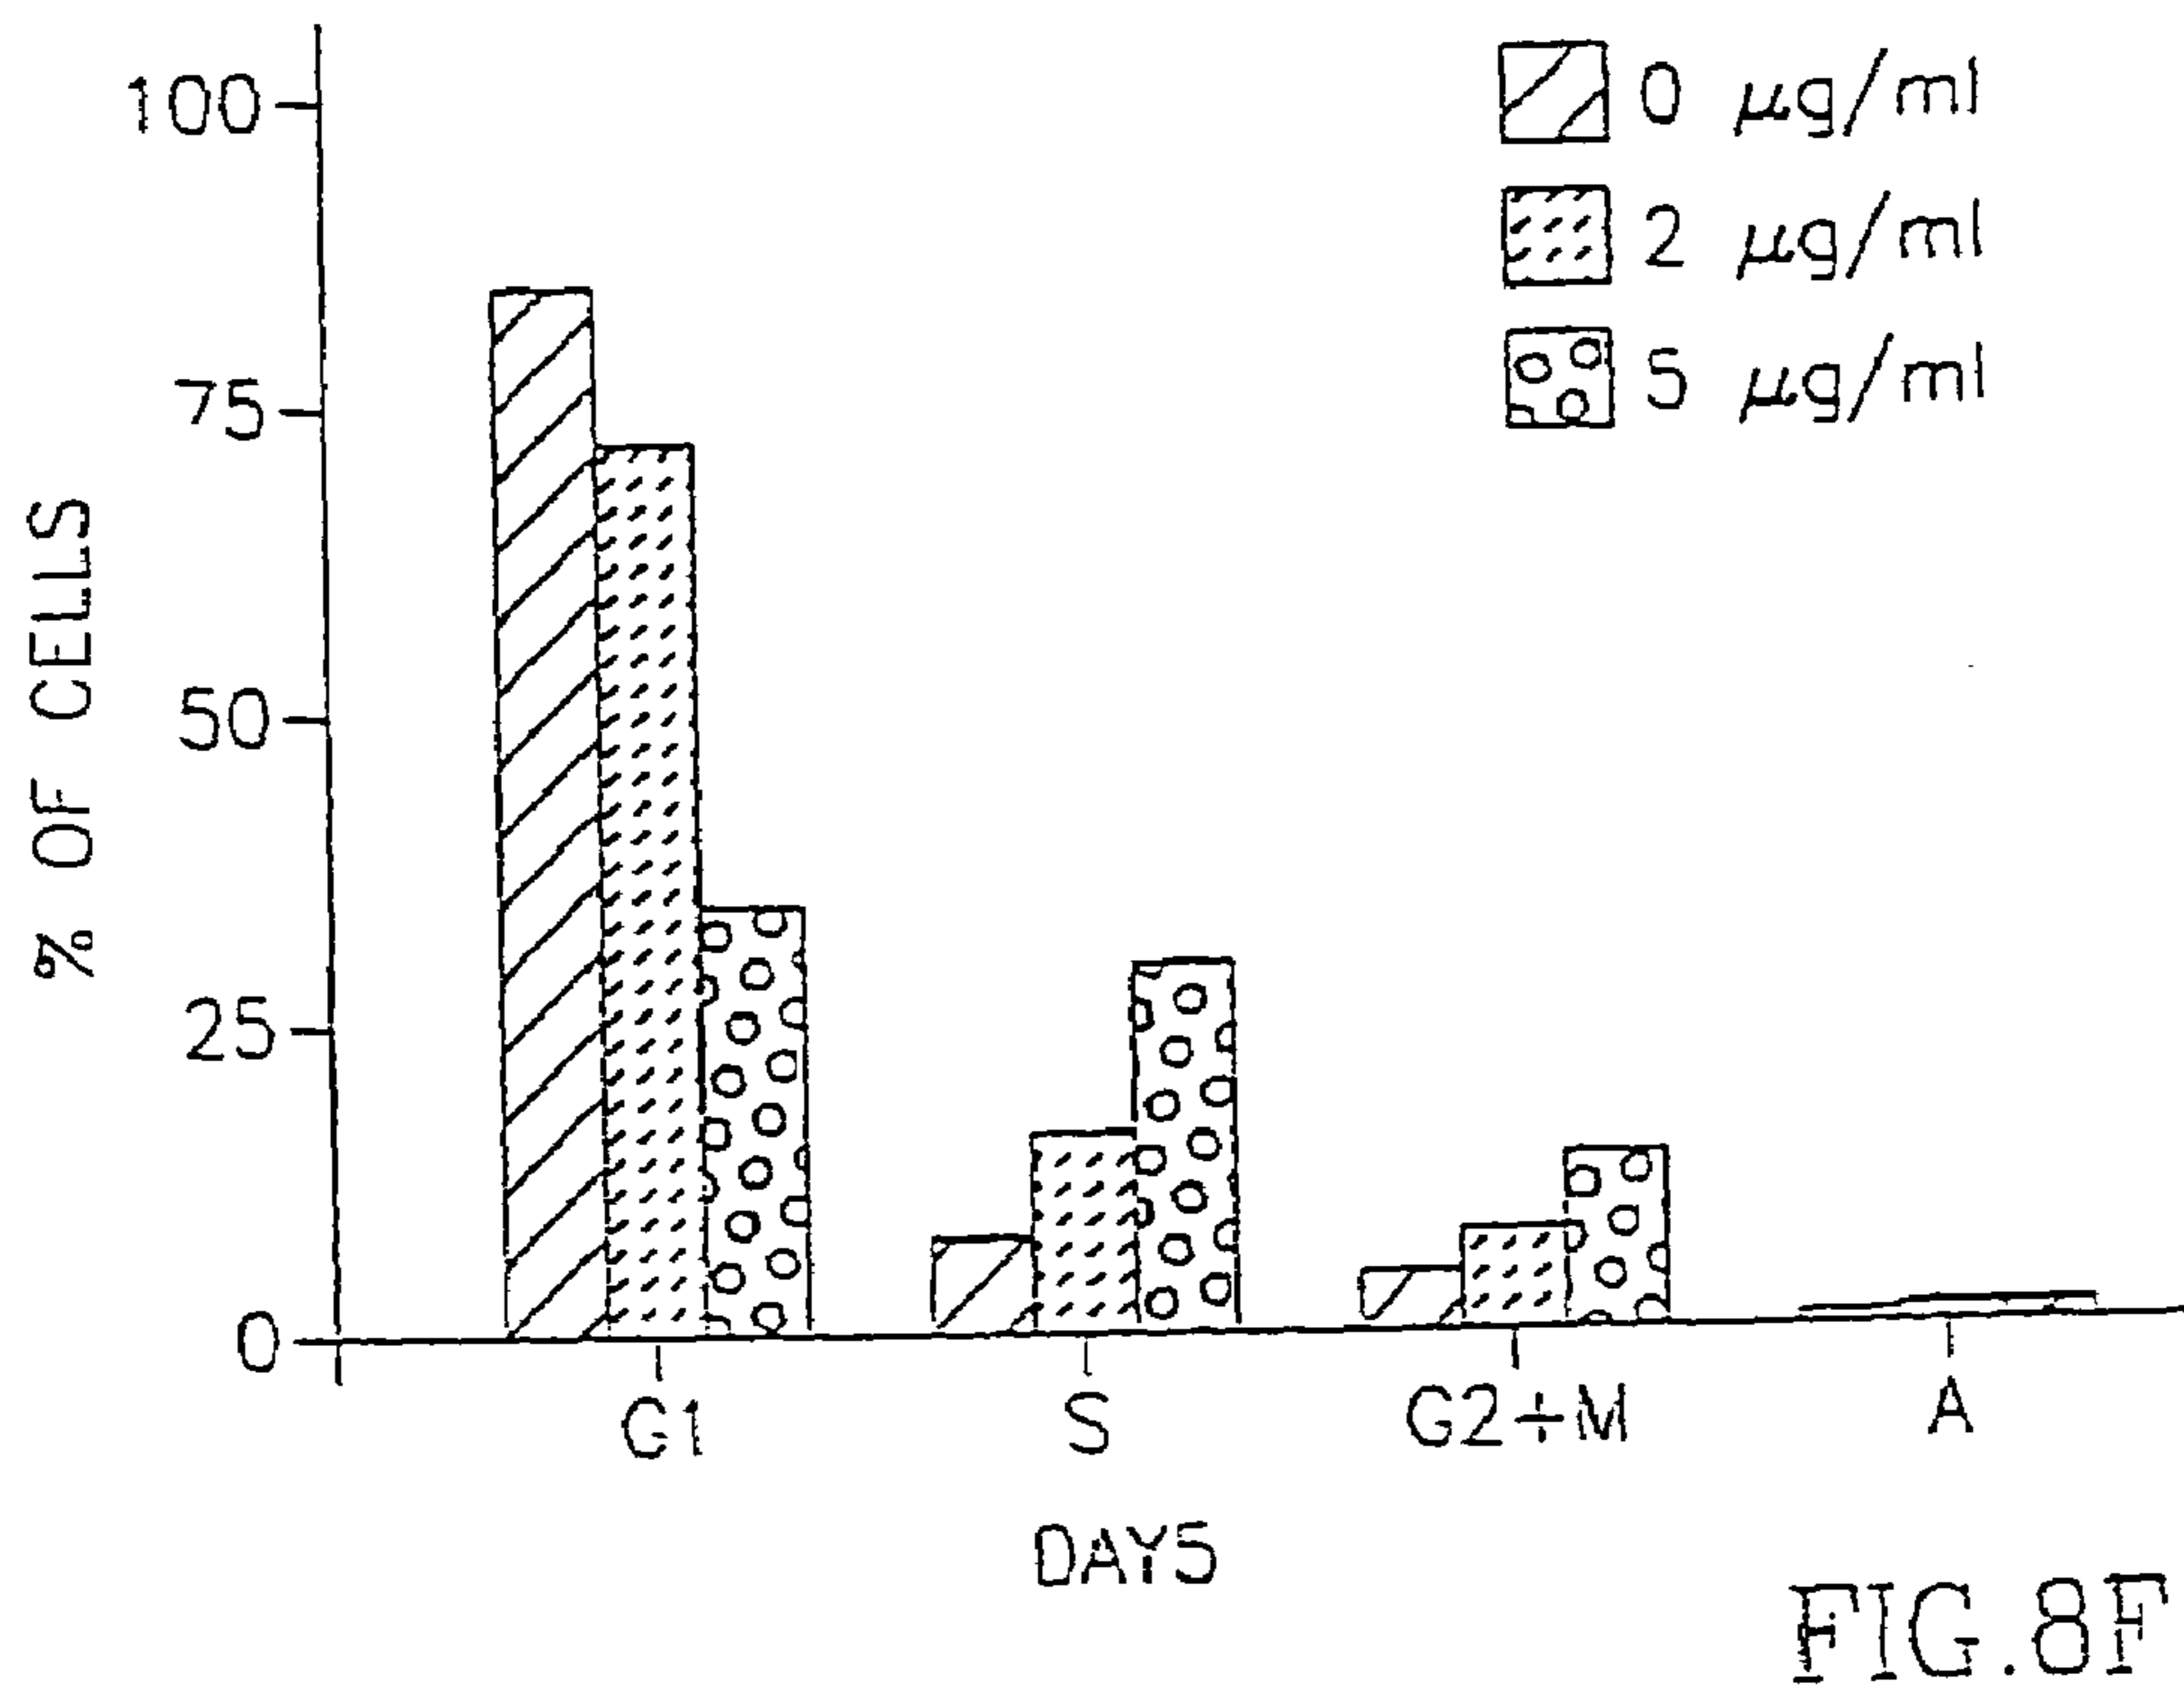 100
75
50
25
0
% OF CELLS
0 µg/ml
2 µg/ml
5 µg/ml
G1
S
G2+M
A
DAY5
FIG.8F